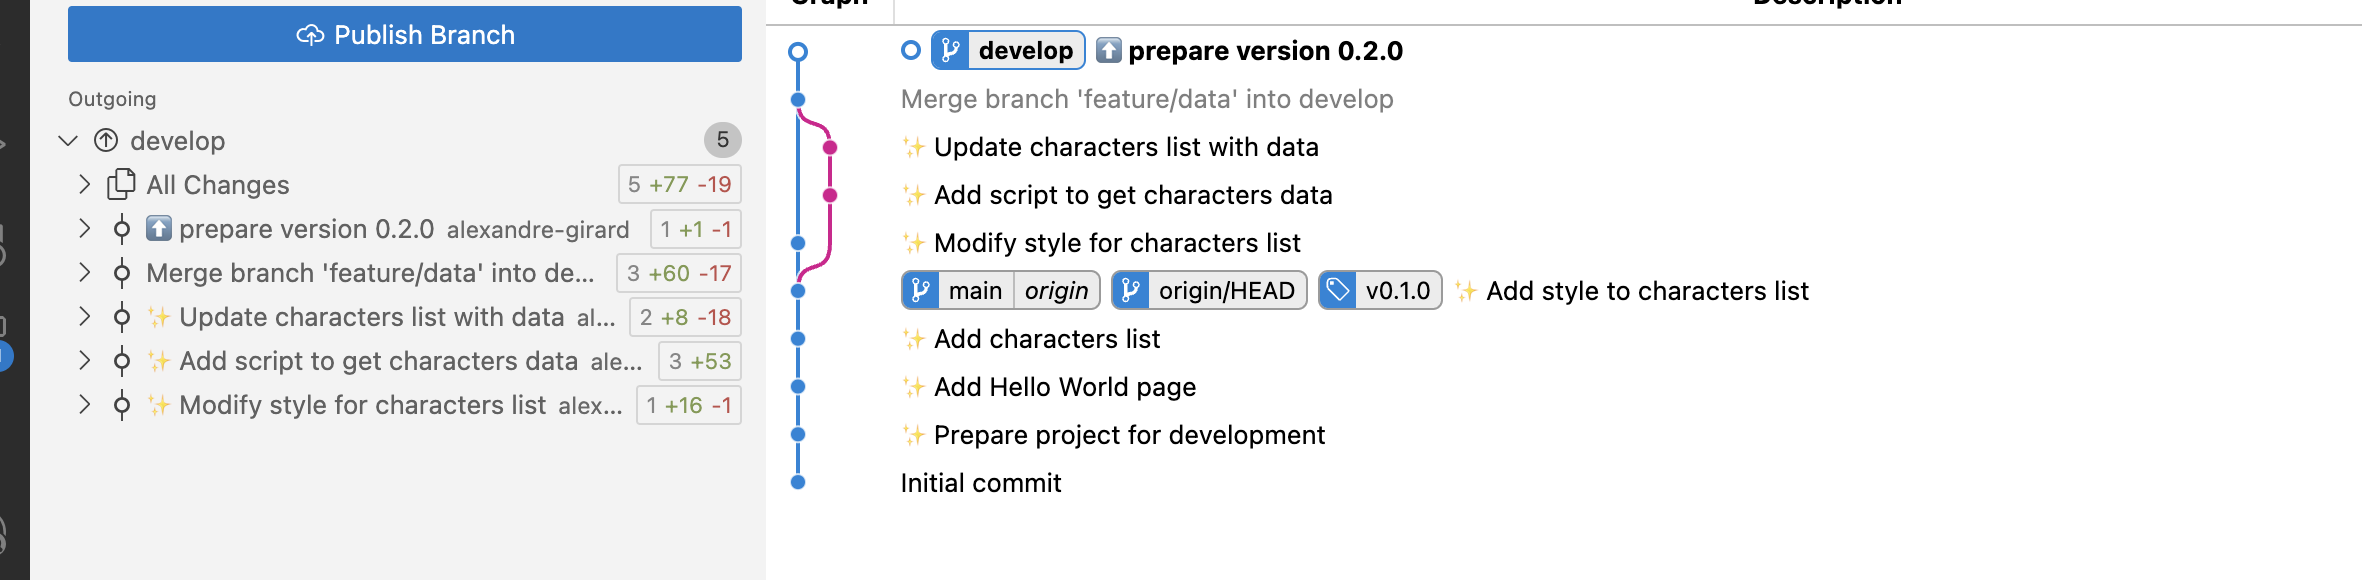 Publish Branch
Outgoing
develop 5
All Changes 5 +77 -19
⬆️ prepare version 0.2.0 alexandre-girard 1 +1 -1
Merge branch 'feature/data' into de... 3 +60 -17
✨ Update characters list with data al... 2 +8 -18
✨ Add script to get characters data ale... 3 +53
✨ Modify style for characters list alex... 1 +16 -1
Graph Description
develop ⬆️ prepare version 0.2.0
Merge branch 'feature/data' into develop
✨ Update characters list with data
✨ Add script to get characters data
✨ Modify style for characters list
main origin origin/HEAD v0.1.0 ✨ Add style to characters list
✨ Add characters list
✨ Add Hello World page
✨ Prepare project for development
Initial commit